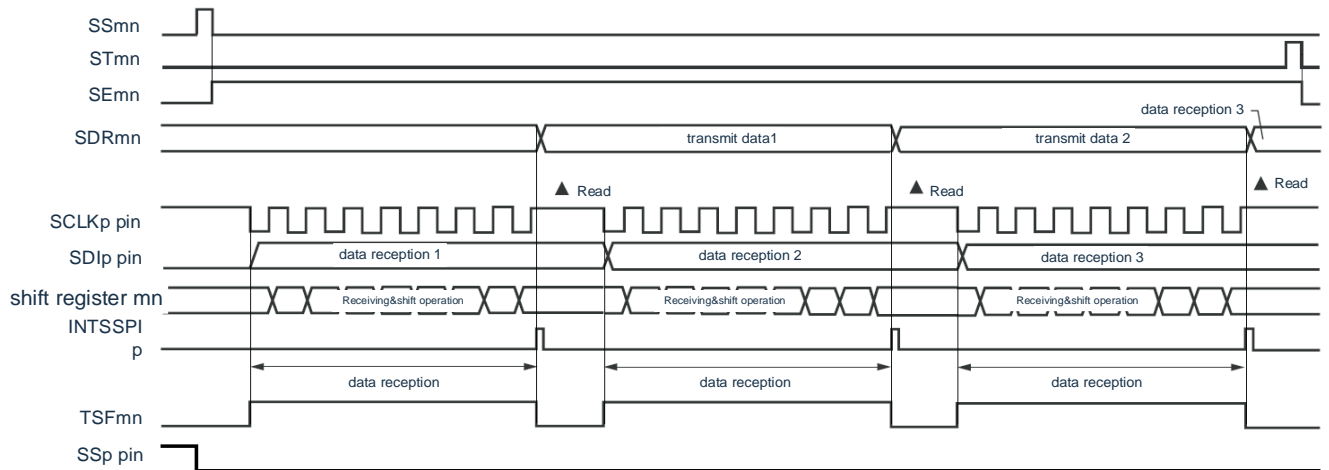 SSmn
STmn
SEmn
data reception 3
SDRmn
transmit data1
transmit data 2
Read
Read
Read
SCLKp pin
SDIp pin
data reception 1
data reception 2
data reception 3
shift register mn
Receiving&shift operation
Receiving&shift operation
Receiving&shift operation
INTSSPI
p
data reception
data reception
data reception
TSFmn
SSp pin